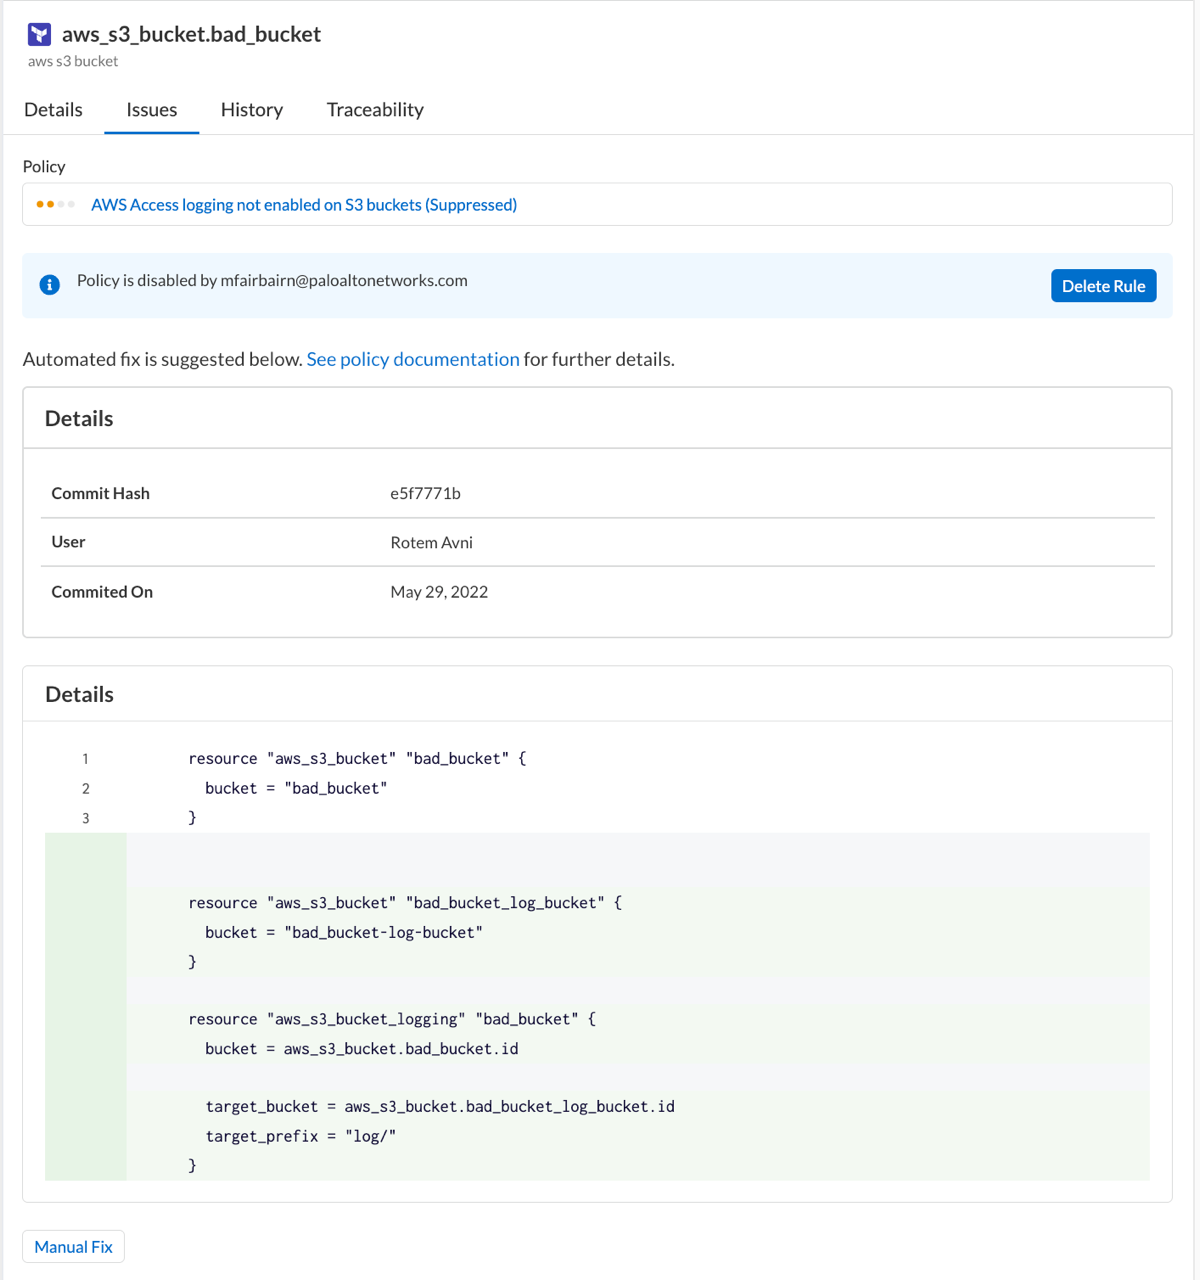 aws_s3_bucket.bad_bucket
aws s3 bucket
Details Issues History Traceability
Policy
AWS Access logging not enabled on S3 buckets (Suppressed)
Policy is disabled by mfairbairn@paloaltonetworks.com
Delete Rule
Automated fix is suggested below. See policy documentation for further details.
Details
Commit Hash e5f7771b
User Rotem Avni
Commited On May 29, 2022
Details
1 resource "aws_s3_bucket" "bad_bucket" {
2 bucket = "bad_bucket"
3 }
resource "aws_s3_bucket" "bad_bucket_log_bucket" {
bucket = "bad_bucket-log-bucket"
}
resource "aws_s3_bucket_logging" "bad_bucket" {
bucket = aws_s3_bucket.bad_bucket.id
target_bucket = aws_s3_bucket.bad_bucket_log_bucket.id
target_prefix = "log/"
}
Manual Fix